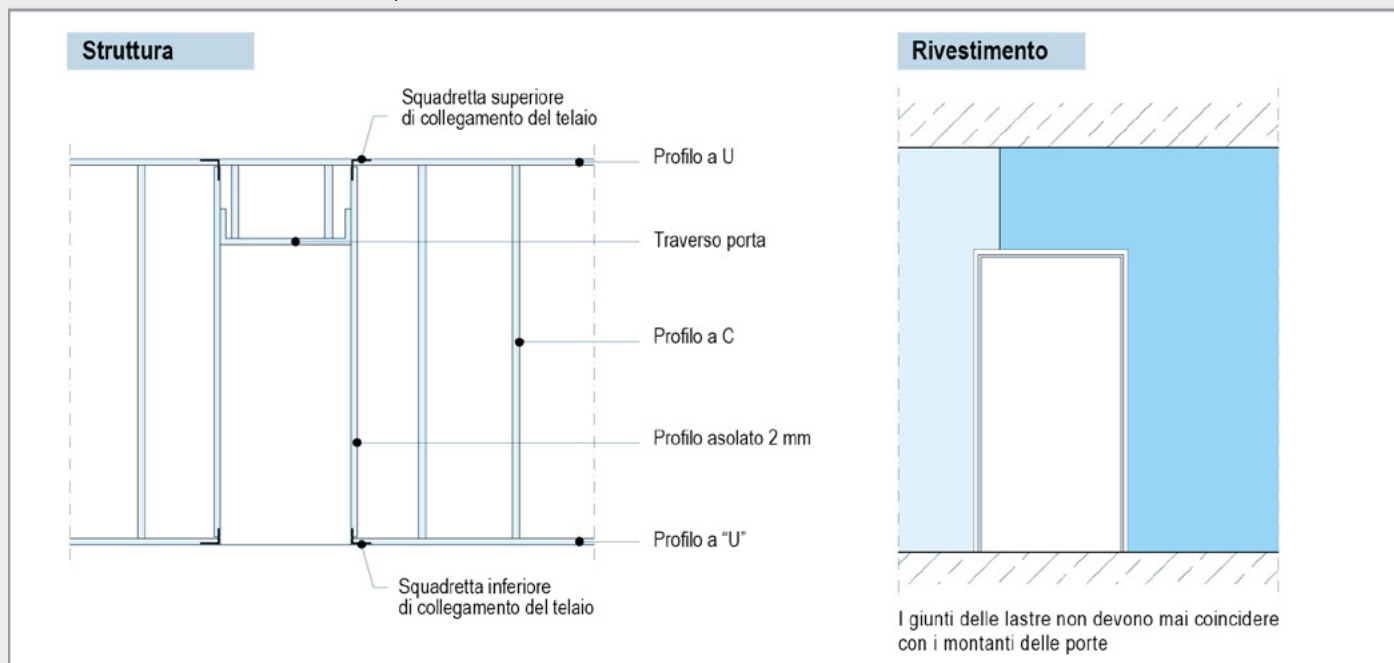 Struttura
Squadretta superiore
di collegamento del telaio
Profilo a U
Traverso porta
Profilo a C
Profilo asolato 2 mm
Profilo a “U”
Squadretta inferiore
di collegamento del telaio
Rivestimento
I giunti delle lastre non devono mai coincidere
con i montanti delle porte